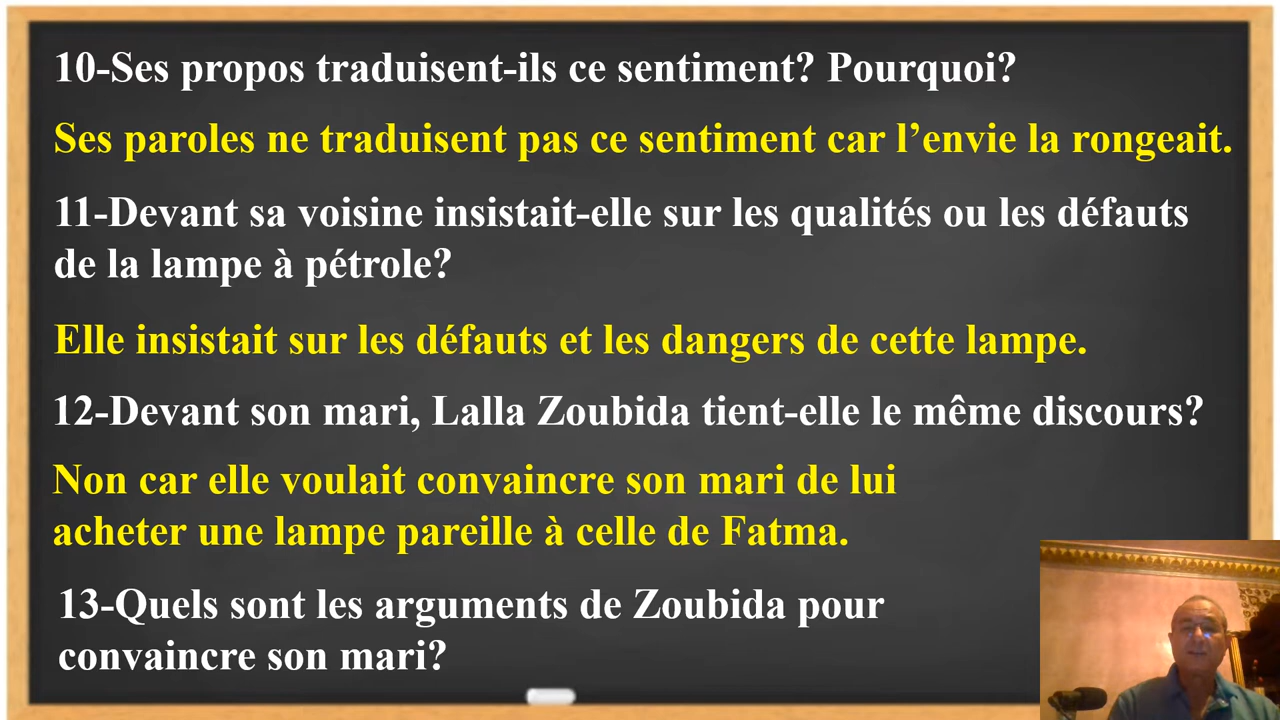 10-Ses propos traduisent-ils ce sentiment? Pourquoi?
Ses paroles ne traduisent pas ce sentiment car l’envie la rongeait.
11-Devant sa voisine insistait-elle sur les qualités ou les défauts
de la lampe à pétrole?
Elle insistait sur les défauts et les dangers de cette lampe.
12-Devant son mari, Lalla Zoubida tient-elle le même discours?
Non car elle voulait convaincre son mari de lui
acheter une lampe pareille à celle de Fatma.
13-Quels sont les arguments de Zoubida pour
convaincre son mari?